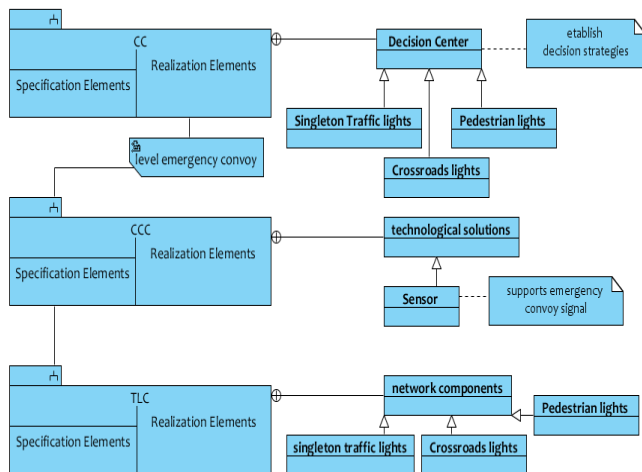 CC
Realization Elements
Specification Elements
Decision Center
etablish
decision strategies
Singleton Traffic lights
Pedestrian lights
Crossroads lights
level emergency convoy
CCC
Realization Elements
Specification Elements
technological solutions
Sensor
supports emergency
convoy signal
TLC
Realization Elements
Specification Elements
network components
Pedestrian lights
singleton traffic lights
Crossroads lights